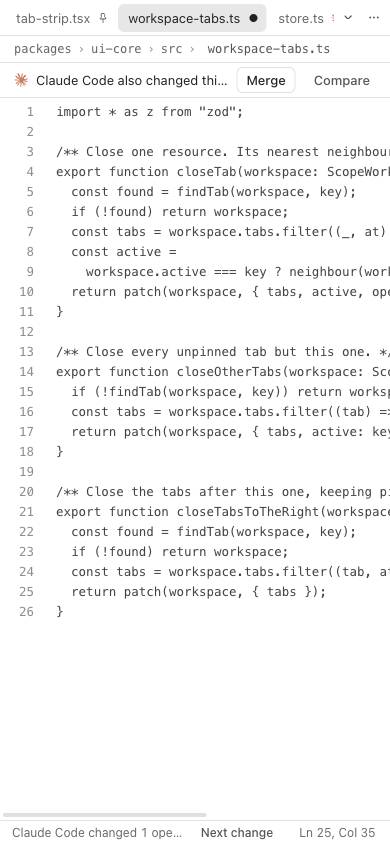 tab-strip.tsx workspace-tabs.ts store.ts
packages › ui-core › src › workspace-tabs.ts
Claude Code also changed thi... Merge Compare
1 import * as z from "zod";
2
3 /** Close one resource. Its nearest neighbour
4 export function closeTab(workspace: ScopeWork
5 const found = findTab(workspace, key);
6 if (!found) return workspace;
7 const tabs = workspace.tabs.filter((_, at)
8 const active =
9 workspace.active === key ? neighbour(work
10 return patch(workspace, { tabs, active, ope
11 }
12
13 /** Close every unpinned tab but this one. */
14 export function closeOtherTabs(workspace: Sco
15 if (!findTab(workspace, key)) return worksp
16 const tabs = workspace.tabs.filter((tab) =>
17 return patch(workspace, { tabs, active: key
18 }
19
20 /** Close the tabs after this one, keeping pi
21 export function closeTabsToTheRight(workspace
22 const found = findTab(workspace, key);
23 if (!found) return workspace;
24 const tabs = workspace.tabs.filter((tab, at
25 return patch(workspace, { tabs });
26 }
Claude Code changed 1 ope... Next change Ln 25, Col 35